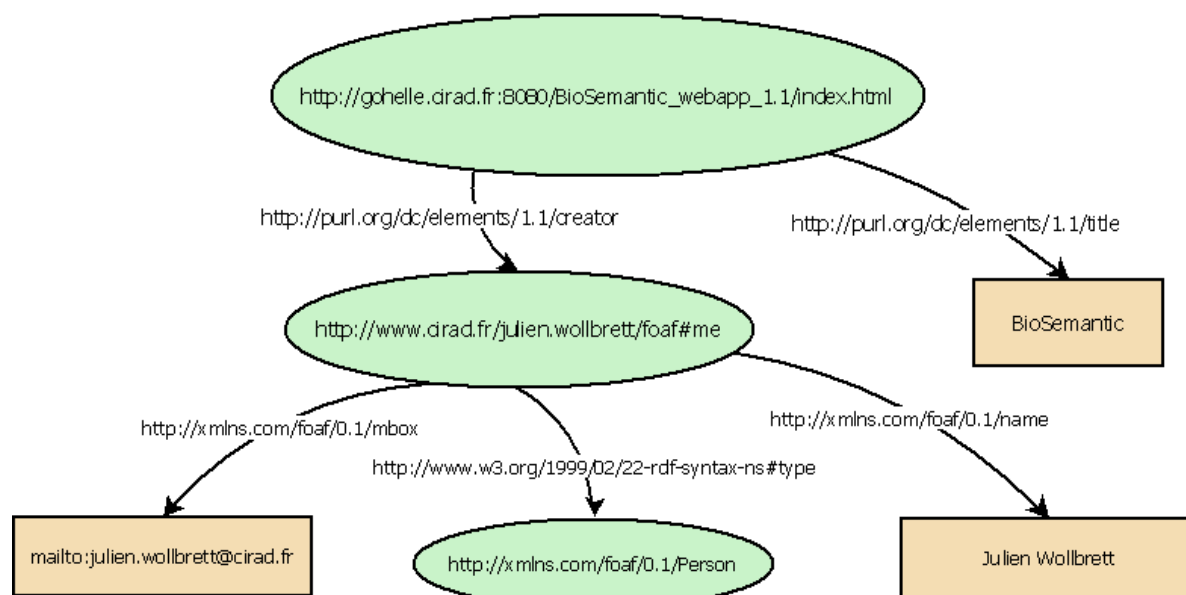 http://gohelle.cirad.fr:8080/BioSemantic_webapp_1.1/index.html
http://purl.org/dc/elements/1.1/creator
http://purl.org/dc/elements/1.1/title
BioSemantic
http://www.cirad.fr/julien.wollbrett/foaf#me
http://xmlns.com/foaf/0.1/mbox
http://xmlns.com/foaf/0.1/name
http://www.w3.org/1999/02/22-rdf-syntax-ns#type
mailto:julien.wollbrett@cirad.fr
http://xmlns.com/foaf/0.1/Person
Julien Wollbrett